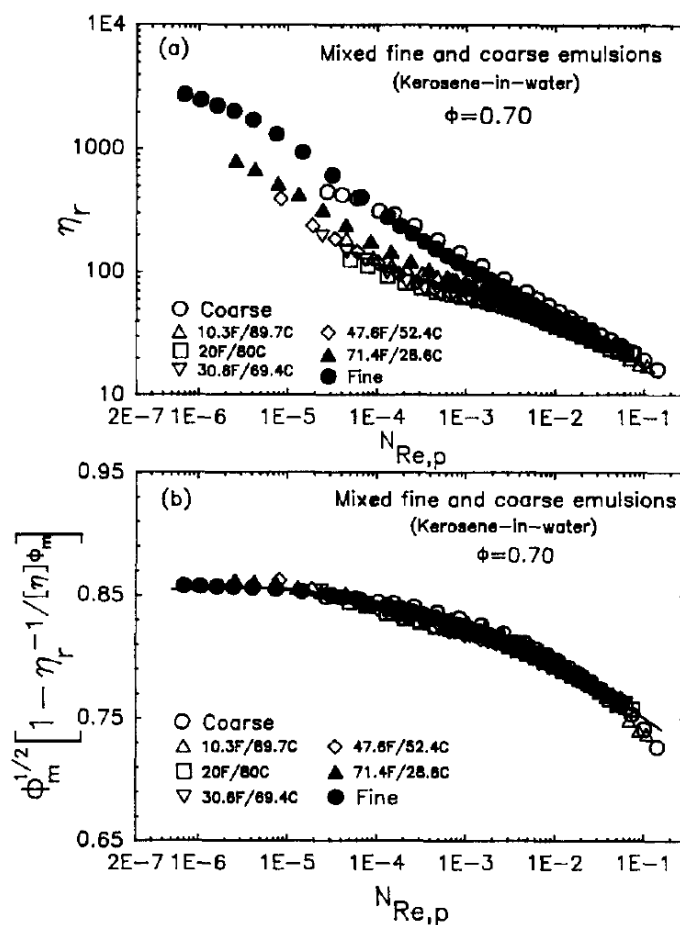 1E4
(a)
Mixed fine and coarse emulsions
(Kerosene-in-water)
ϕ=0.70
1000
η_r
100
○ Coarse
△ 10.3F/89.7C
□ 20F/80C
▽ 30.6F/69.4C
◇ 47.6F/52.4C
▲ 71.4F/28.6C
● Fine
10
2E-7 1E-6 1E-5 1E-4 1E-3 1E-2 1E-1
N_Re,p
0.95
(b)
Mixed fine and coarse emulsions
(Kerosene-in-water)
ϕ=0.70
0.85
ϕ_m^1/2[1 - η_r^-1/[η]ϕ_m]
0.75
○ Coarse
△ 10.3F/89.7C
□ 20F/80C
▽ 30.6F/69.4C
◇ 47.6F/52.4C
▲ 71.4F/28.6C
● Fine
0.65
2E-7 1E-6 1E-5 1E-4 1E-3 1E-2 1E-1
N_Re,p